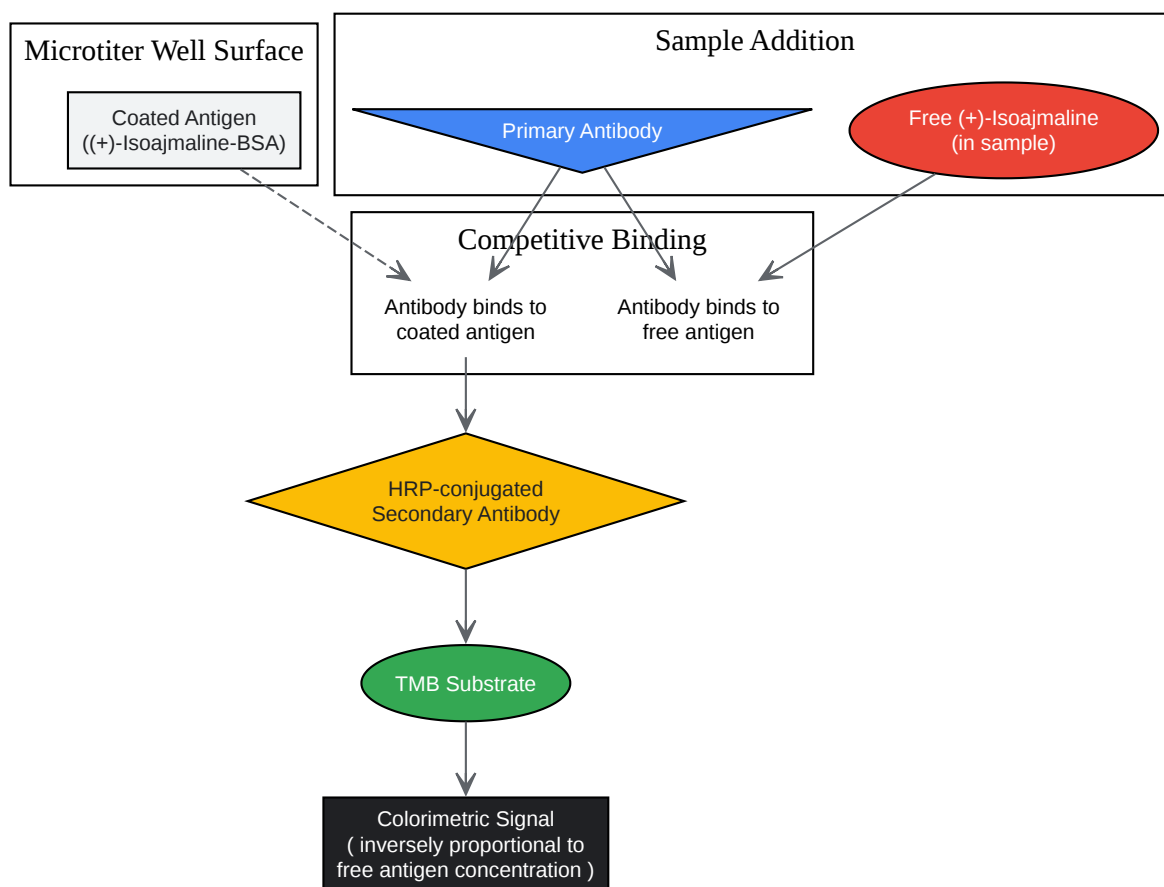 Microtiter Well Surface
Coated Antigen
((+)-Isoajmaline-BSA)
Sample Addition
Primary Antibody
Free (+)-Isoajmaline
(in sample)
Competitive Binding
Antibody binds to
coated antigen
Antibody binds to
free antigen
HRP-conjugated
Secondary Antibody
TMB Substrate
Colorimetric Signal
( inversely proportional to
free antigen concentration )